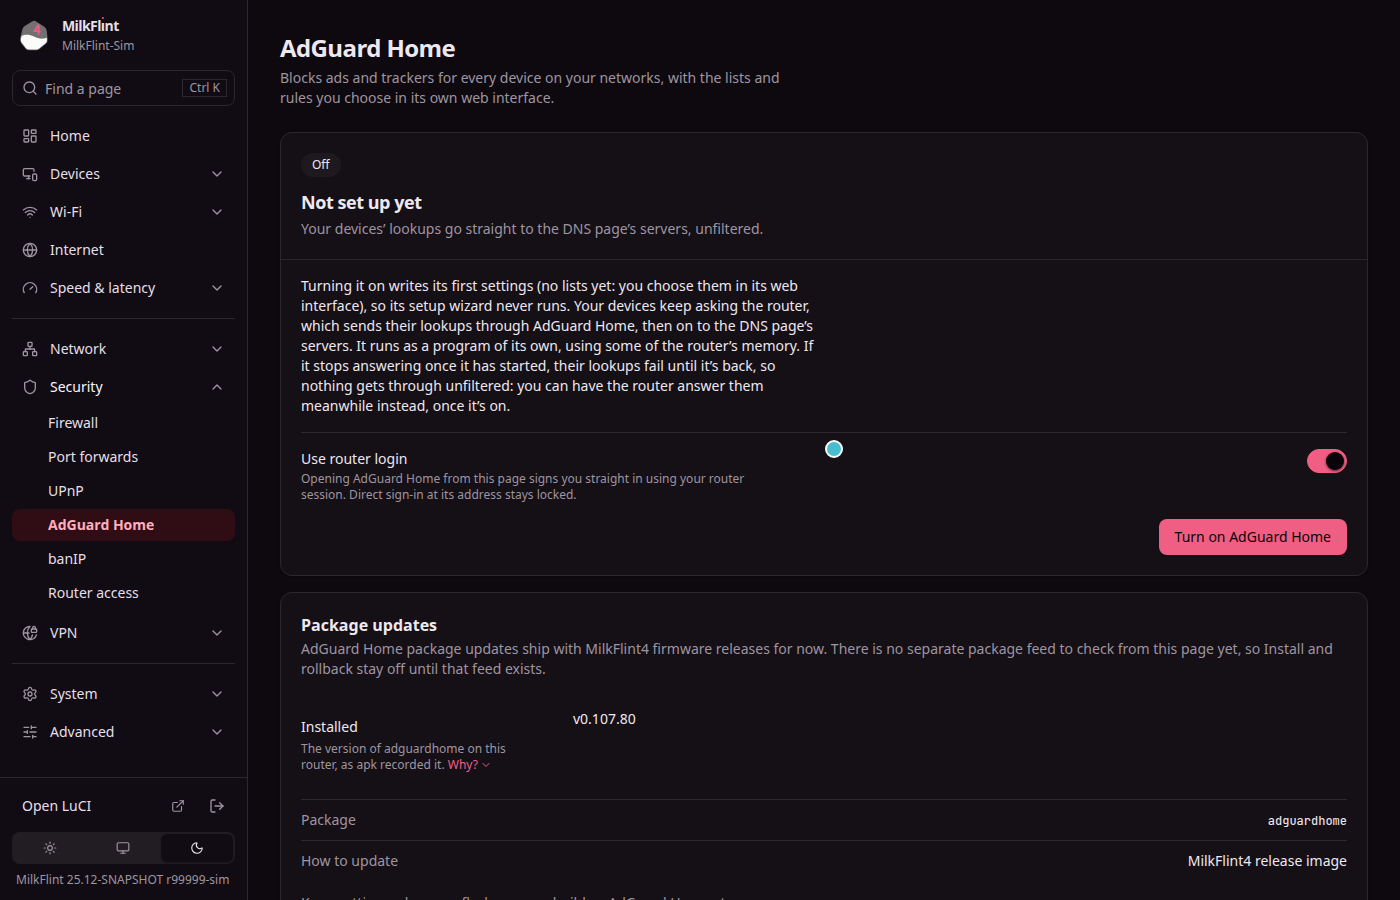 MilkFlint
MilkFlint-Sim
Find a page
Ctrl K
Home
Devices
Wi-Fi
Internet
Speed & latency
Network
Security
Firewall
Port forwards
UPnP
AdGuard Home
banIP
Router access
VPN
System
Advanced
Open LuCI
MilkFlint 25.12-SNAPSHOT r99999-sim
AdGuard Home
Blocks ads and trackers for every device on your networks, with the lists and
rules you choose in its own web interface.
Off
Not set up yet
Your devices’ lookups go straight to the DNS page’s servers, unfiltered.
Turning it on writes its first settings (no lists yet: you choose them in its web
interface), so its setup wizard never runs. Your devices keep asking the router,
which sends their lookups through AdGuard Home, then on to the DNS page’s
servers. It runs as a program of its own, using some of the router’s memory. If
it stops answering once it has started, their lookups fail until it’s back, so
nothing gets through unfiltered: you can have the router answer them
meanwhile instead, once it’s on.
Use router login
Opening AdGuard Home from this page signs you straight in using your router
session. Direct sign-in at its address stays locked.
Turn on AdGuard Home
Package updates
AdGuard Home package updates ship with MilkFlint4 firmware releases for now. There is no separate package feed to check from this page yet, so Install and
rollback stay off until that feed exists.
Installed
v0.107.80
The version of adguardhome on this
router, as apk recorded it. Why?
Package
adguardhome
How to update
MilkFlint4 release image